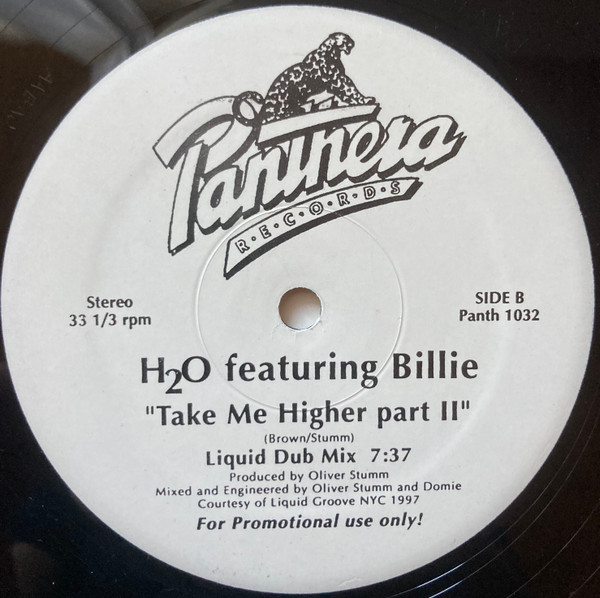 Panthera
R·E·C·O·R·D·S
Stereo
33 1/3 rpm
SIDE B
Panth 1032
H2O featuring Billie
"Take Me Higher part II"
(Brown/Stumm)
Liquid Dub Mix 7:37
Produced by Oliver Stumm
Mixed and Engineered by Oliver Stumm and Domie
Courtesy of Liquid Groove NYC 1997
For Promotional use only!